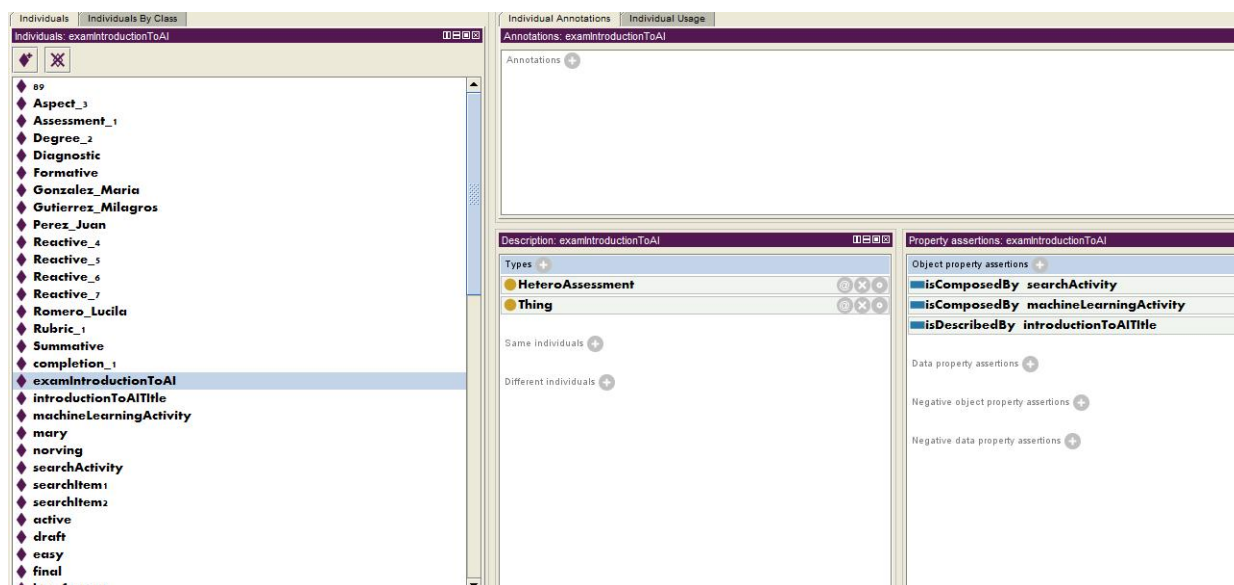 Individuals Individuals By Class
Individuals: examIntroductionToAI
89
Aspect_3
Assessment_1
Degree_2
Diagnostic
Formative
Gonzalez_Maria
Gutierrez_Milagros
Perez_Juan
Reactive_4
Reactive_5
Reactive_6
Reactive_7
Romero_Lucila
Rubric_1
Summative
completion_1
examIntroductionToAI
introductionToAITItle
machineLearningActivity
mary
norving
searchActivity
searchItem1
searchItem2
active
draft
easy
final
Individual Annotations Individual Usage
Annotations: examIntroductionToAI
Annotations
Description: examIntroductionToAI
Types
HeteroAssessment
Thing
Same individuals
Different individuals
Property assertions: examIntroductionToAI
Object property assertions
isComposedBy searchActivity
isComposedBy machineLearningActivity
isDescribedBy introductionToAITItle
Data property assertions
Negative object property assertions
Negative data property assertions